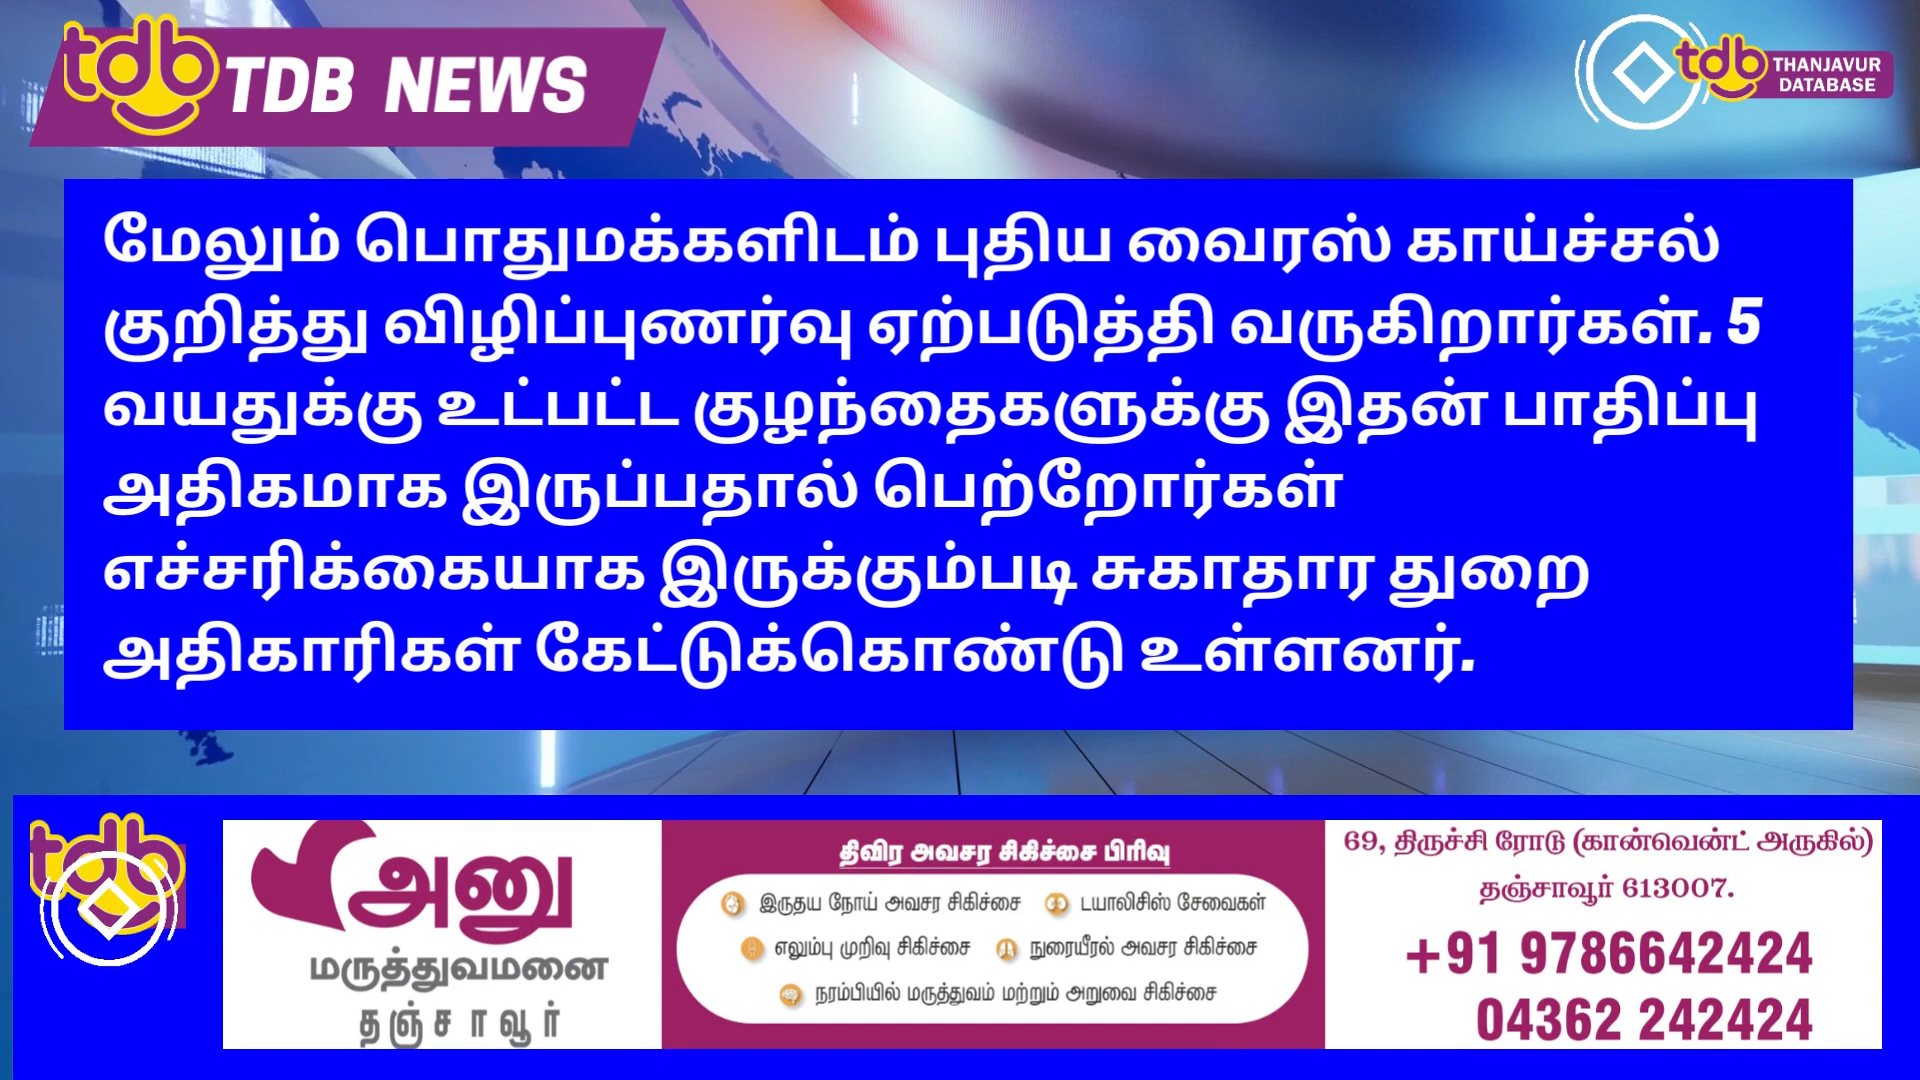 tdb TDB NEWS
tdb THANJAVUR
DATABASE
மேலும் பொதுமக்களிடம் புதிய வைரஸ் காய்ச்சல்
குறித்து விழிப்புணர்வு ஏற்படுத்தி வருகிறார்கள். 5
வயதுக்கு உட்பட்ட குழந்தைகளுக்கு இதன் பாதிப்பு
அதிகமாக இருப்பதால் பெற்றோர்கள்
எச்சரிக்கையாக இருக்கும்படி சுகாதார துறை
அதிகாரிகள் கேட்டுக்கொண்டு உள்ளனர்.
tdb
அனு
மருத்துவமனை
தஞ்சாவூர்
தீவிர அவசர சிகிச்சை பிரிவு
இருதய நோய் அவசர சிகிச்சை டயாலிசிஸ் சேவைகள்
எலும்பு முறிவு சிகிச்சை நுரையீரல் அவசர சிகிச்சை
நரம்பியில் மருத்துவம் மற்றும் அறுவை சிகிச்சை
69, திருச்சி ரோடு (கான்வென்ட் அருகில்)
தஞ்சாவூர் 613007.
+91 9786642424
04362 242424